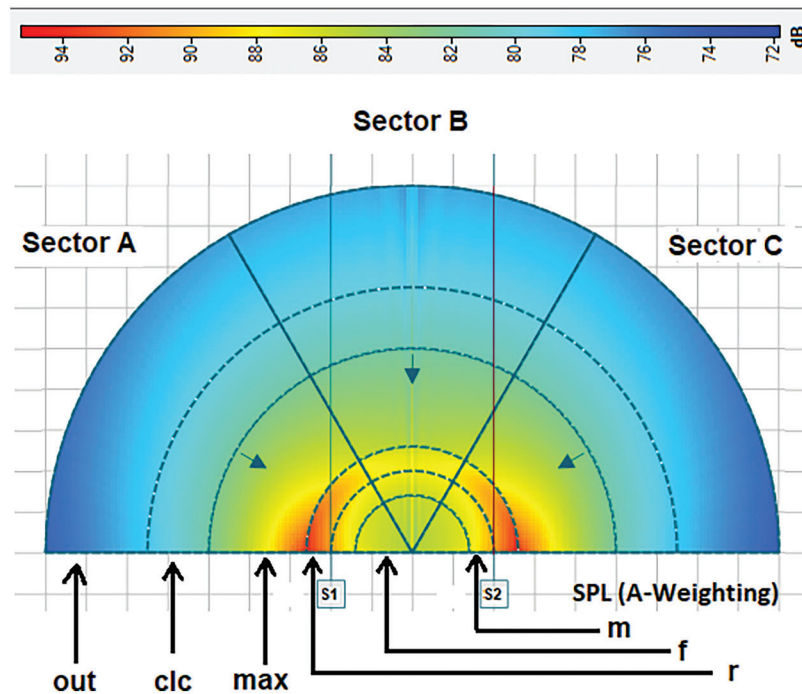 94 92 90 88 86 84 82 80 78 76 74 72 dB
Sector B
Sector A
Sector C
S1 S2 SPL (A-Weighting)
m
f
out clc max r